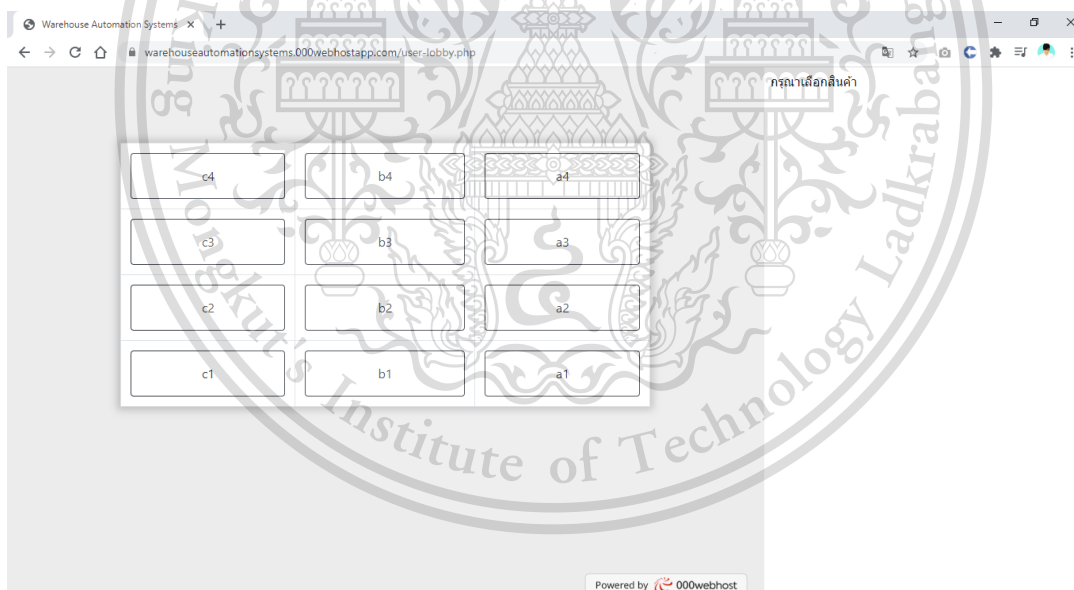 Warehouse Automation Systems
warehouseautomationsystems.000webhostapp.com/user-lobby.php
กรุณาเลือกสินค้า
c4 b4 a4
c3 b3 a3
c2 b2 a2
c1 b1 a1
Mongkut's Institute of Technology Ladkrabang
Powered by 000webhost